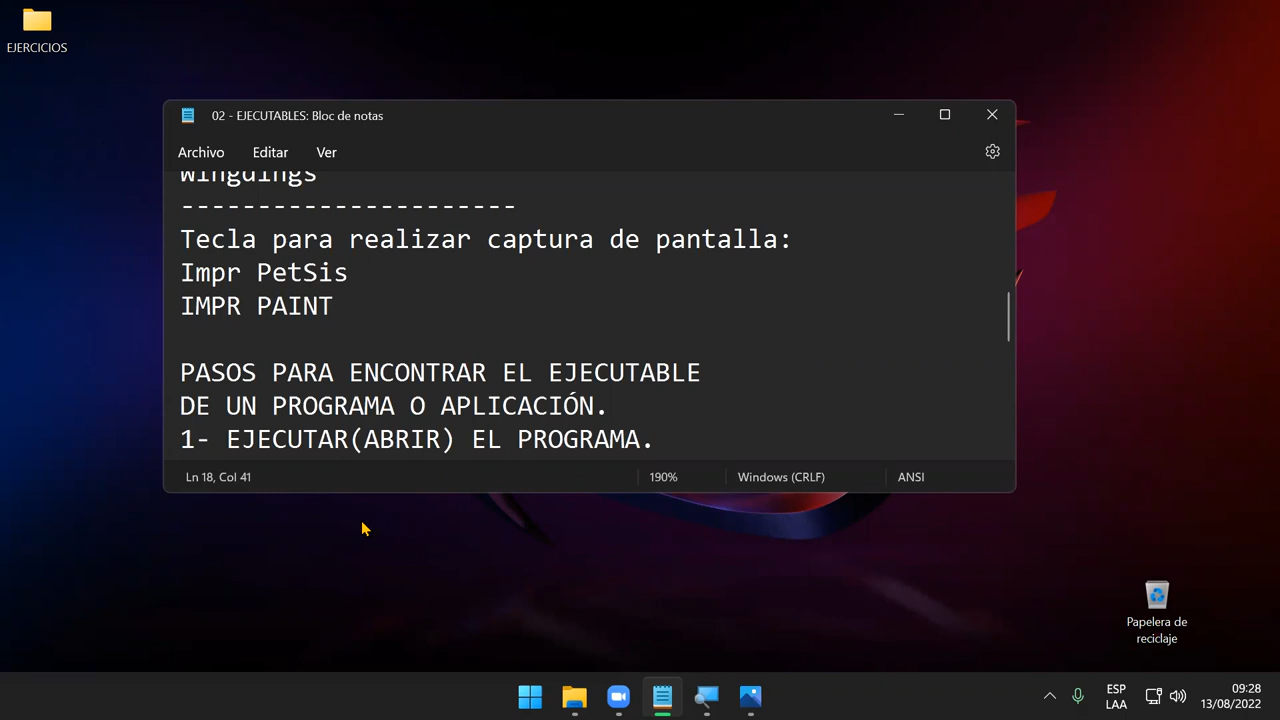 EJERCICIOS
02 - EJECUTABLES: Bloc de notas
Archivo Editar Ver
Wingdings
----------------------
Tecla para realizar captura de pantalla:
Impr PetSis
IMPR PAINT
PASOS PARA ENCONTRAR EL EJECUTABLE
DE UN PROGRAMA O APLICACIÓN.
1- EJECUTAR(ABRIR) EL PROGRAMA.
Ln 18, Col 41 190% Windows (CRLF) ANSI
Papelera de
reciclaje
ESP
LAA
09:28
13/08/2022